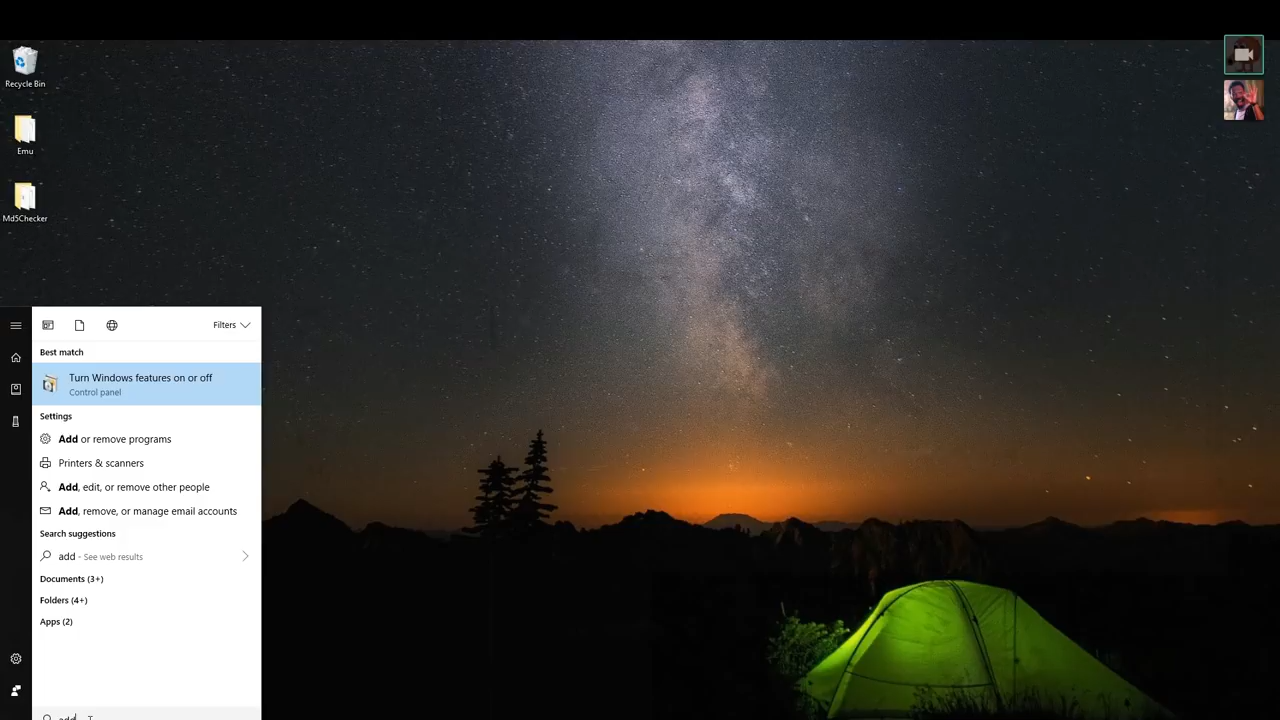 Recycle Bin
Emu
Md5Checker
Filters
Best match
Turn Windows features on or off
Control panel
Settings
Add or remove programs
Printers & scanners
Add, edit, or remove other people
Add, remove, or manage email accounts
Search suggestions
add - See web results
Documents (3+)
Folders (4+)
Apps (2)
add